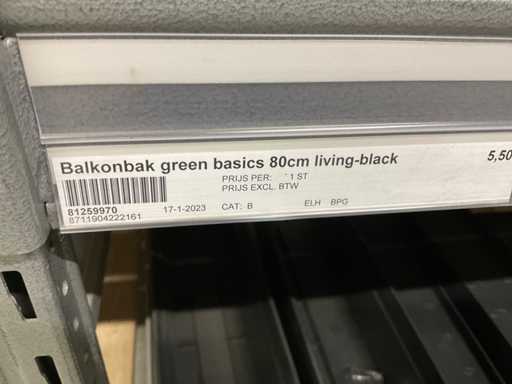 Balkonbak green basics 80cm living-black 5,50
PRIJS PER: 1 ST
PRIJS EXCL. BTW
81259970 17-1-2023 CAT: B ELH BPG
8711904222161